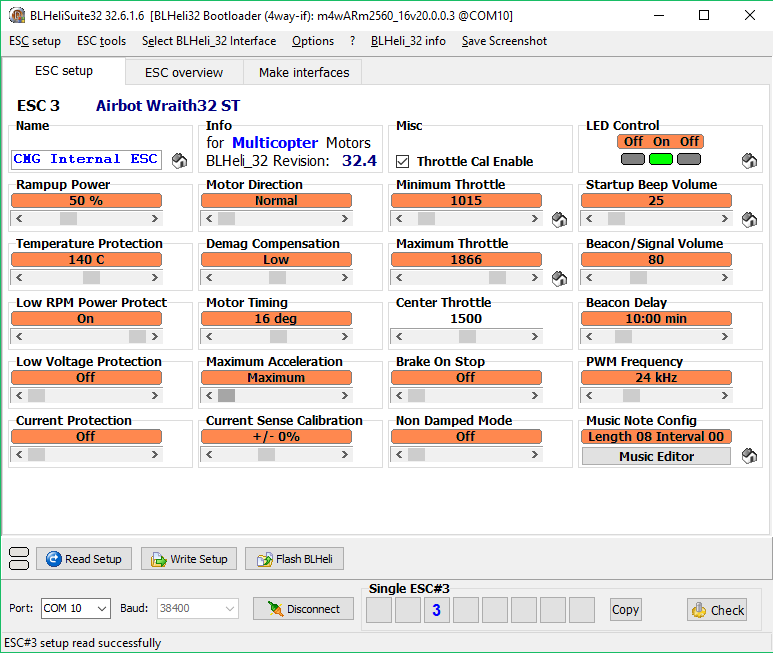 BLHeliSuite32 32.6.1.6 [BLHeli32 Bootloader (4way-if): m4wARm2560_16v20.0.0.3 @COM10]
ESC setup ESC tools Select BLHeli_32 Interface Options ? BLHeli_32 info Save Screenshot
ESC setup ESC overview Make interfaces
ESC 3 Airbot Wraith32 ST
Name Info Misc LED Control
for Multicopter Motors Off On Off
CMG Internal ESC BLHeli_32 Revision: 32.4 Throttle Cal Enable
Rampup Power Motor Direction Minimum Throttle Startup Beep Volume
50 % Normal 1015 25
Temperature Protection Demag Compensation Maximum Throttle Beacon/Signal Volume
140 C Low 1866 80
Low RPM Power Protect Motor Timing Center Throttle Beacon Delay
On 16 deg 1500 10:00 min
Low Voltage Protection Maximum Acceleration Brake On Stop PWM Frequency
Off Maximum Off 24 kHz
Current Protection Current Sense Calibration Non Damped Mode Music Note Config
Off +/- 0% Off Length 08 Interval 00
Music Editor
Read Setup Write Setup Flash BLHeli
Single ESC#3
Port: COM 10 Baud: 38400 Disconnect 3 Copy Check
ESC#3 setup read successfully